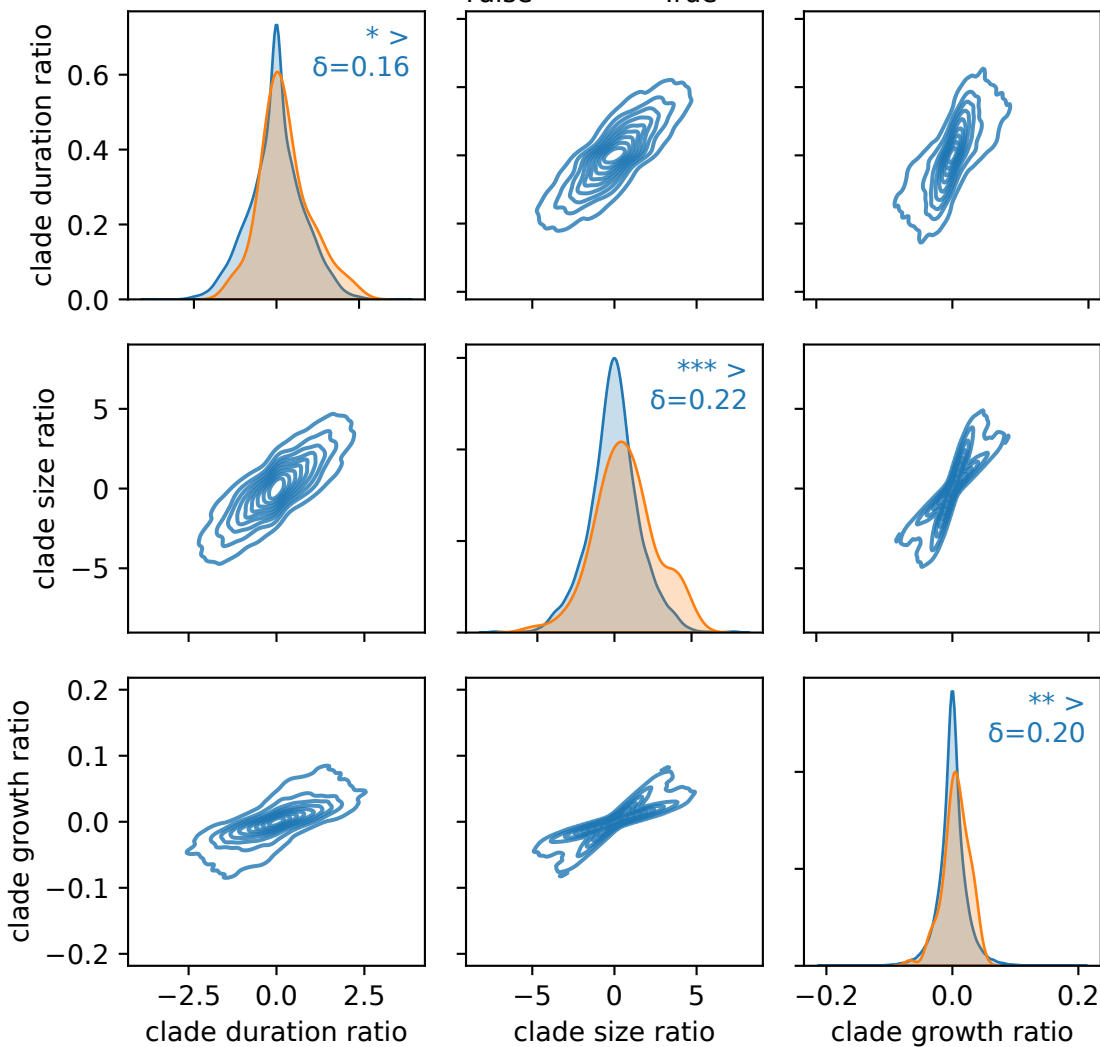 False True
clade duration ratio
0.6
0.4
0.2
0.0
* >
δ=0.16
clade size ratio
5
0
−5
*** >
δ=0.22
clade growth ratio
0.2
0.1
0.0
−0.1
−0.2
** >
δ=0.20
−2.5 0.0 2.5
−5 0 5
−0.2 0.0 0.2
clade duration ratio
clade size ratio
clade growth ratio